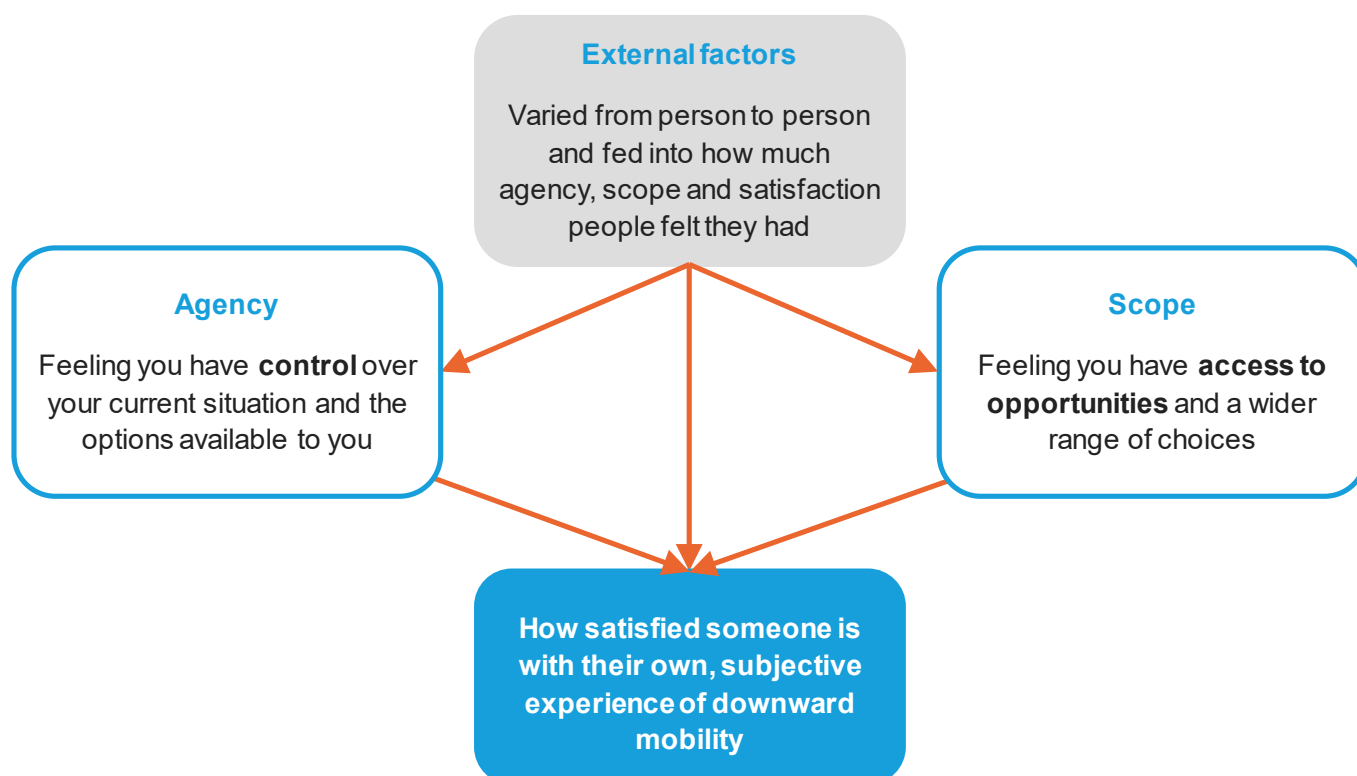 External factors
Varied from person to person
and fed into how much
agency, scope and satisfaction
people felt they had
Agency
Feeling you have control over
your current situation and the
options available to you
Scope
Feeling you have access to
opportunities and a wider
range of choices
How satisfied someone is
with their own, subjective
experience of downward
mobility